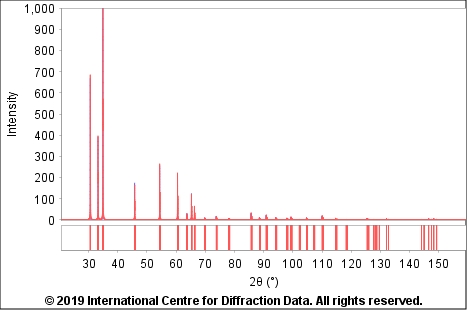 1,000
900
800
700
600
500
400
300
200
100
0
Intensity
30 40 50 60 70 80 90 100 110 120 130 140 150
2θ (°)
© 2019 International Centre for Diffraction Data. All rights reserved.